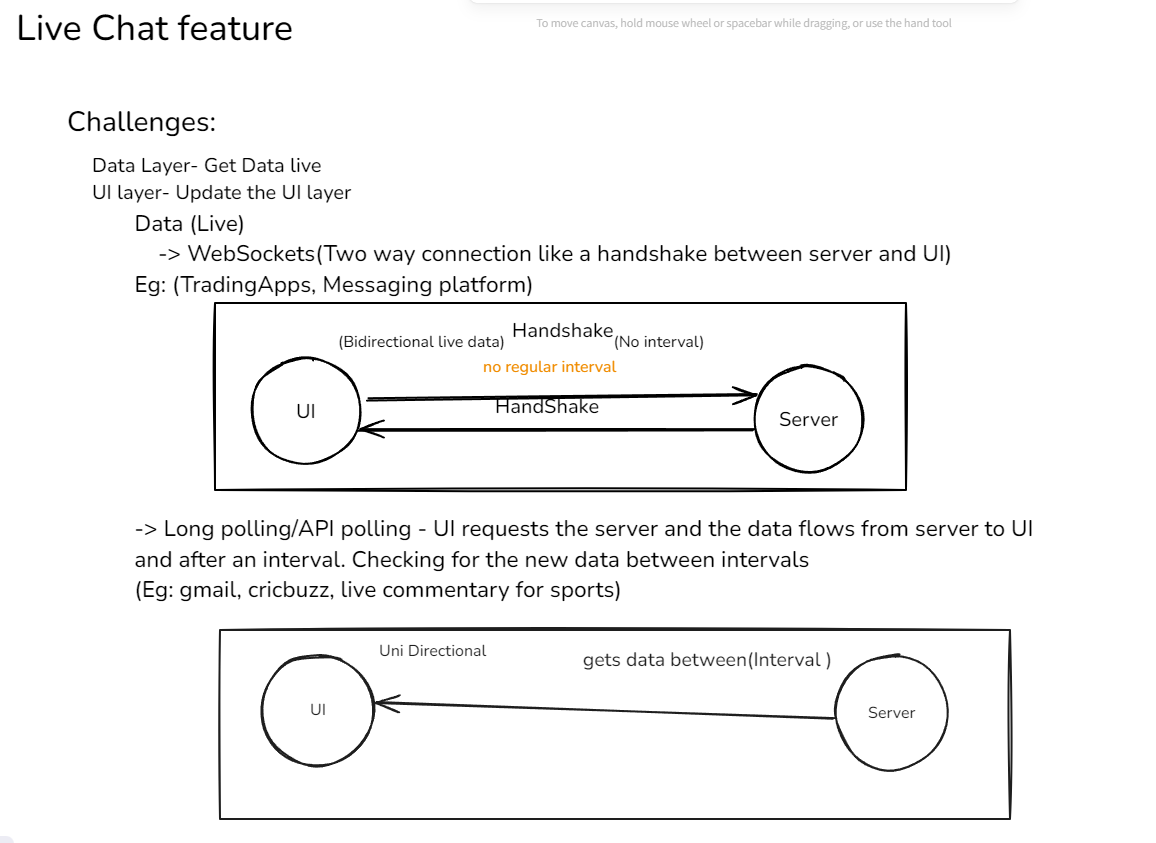 To move canvas, hold mouse wheel or spacebar while dragging, or use the hand tool
Live Chat feature
Challenges:
Data Layer- Get Data live
UI layer- Update the UI layer
Data (Live)
-> WebSockets(Two way connection like a handshake between server and UI)
Eg: (TradingApps, Messaging platform)
(Bidirectional live data) Handshake (No interval)
no regular interval
HandShake
UI
Server
-> Long polling/API polling - UI requests the server and the data flows from server to UI
and after an interval. Checking for the new data between intervals
(Eg: gmail, cricbuzz, live commentary for sports)
Uni Directional
gets data between(Interval )
UI
Server